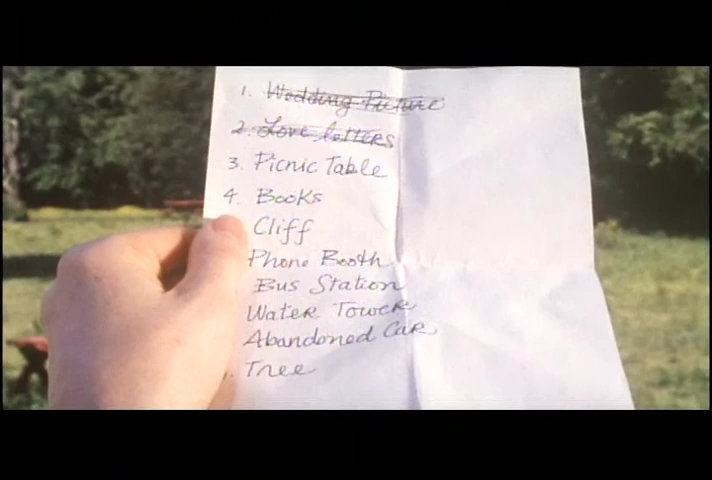 1. Wedding Picture
2. Love letters
3. Picnic Table
4. Books
Cliff
Phone Booth
Bus Station
Water Tower
Abandoned Car
. Tree